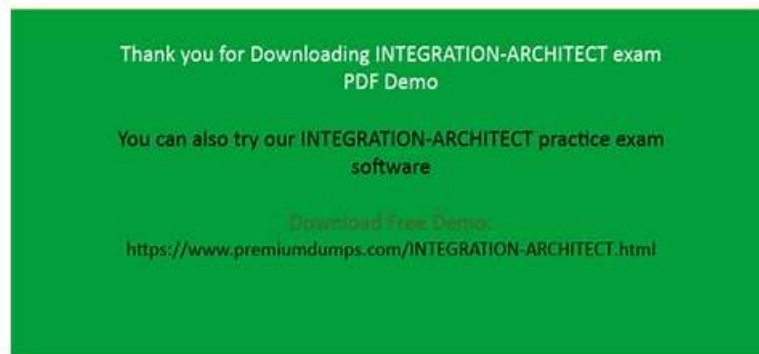 Thank you for Downloading INTEGRATION-ARCHITECT exam
PDF Demo
You can also try our INTEGRATION-ARCHITECT practice exam
software
Download Free Demo:
https://www.premiumdumps.com/INTEGRATION-ARCHITECT.html